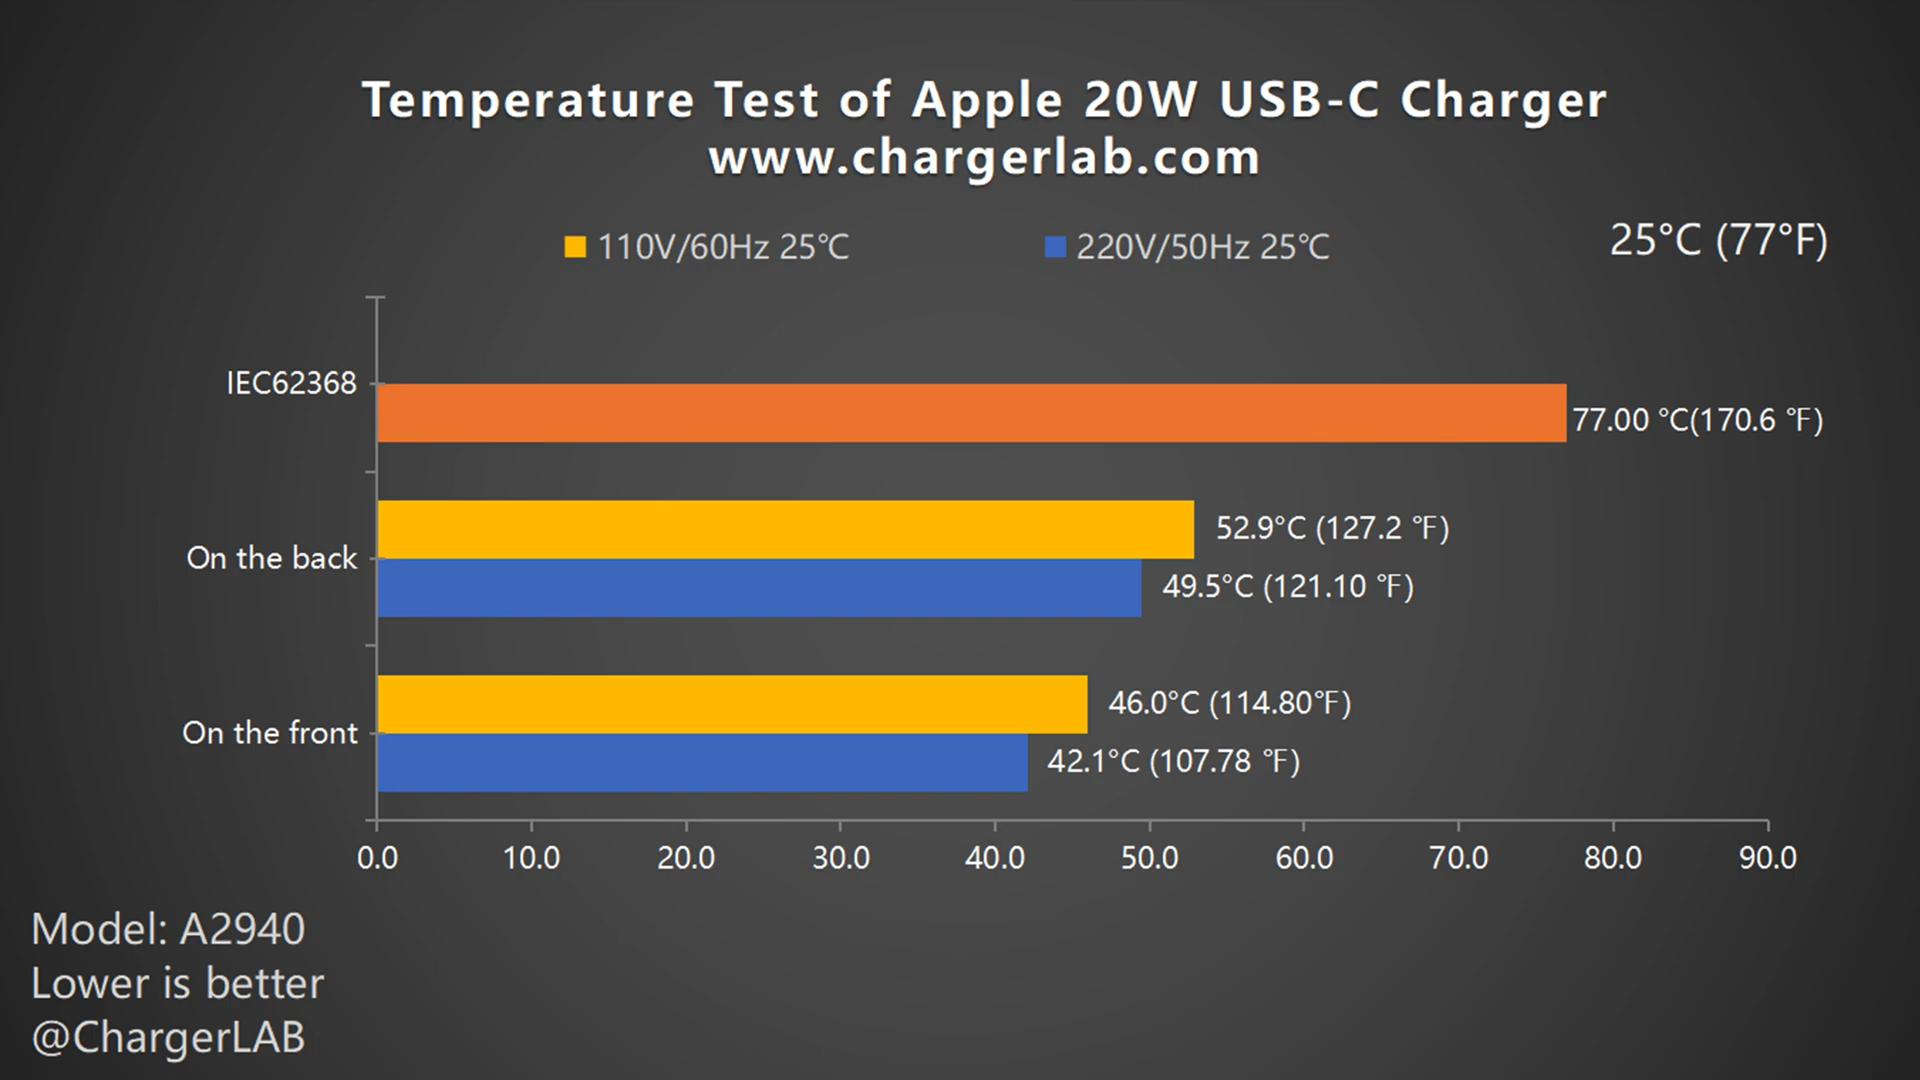 Temperature Test of Apple 20W USB-C Charger
www.chargerlab.com
110V/60Hz 25℃
220V/50Hz 25℃
25°C (77°F)
IEC62368
77.00 ℃(170.6 ℉)
On the back
52.9°C (127.2 ℉)
49.5°C (121.10 ℉)
On the front
46.0°C (114.80℉)
42.1°C (107.78 ℉)
0.0 10.0 20.0 30.0 40.0 50.0 60.0 70.0 80.0 90.0
Model: A2940
Lower is better
@ChargerLAB